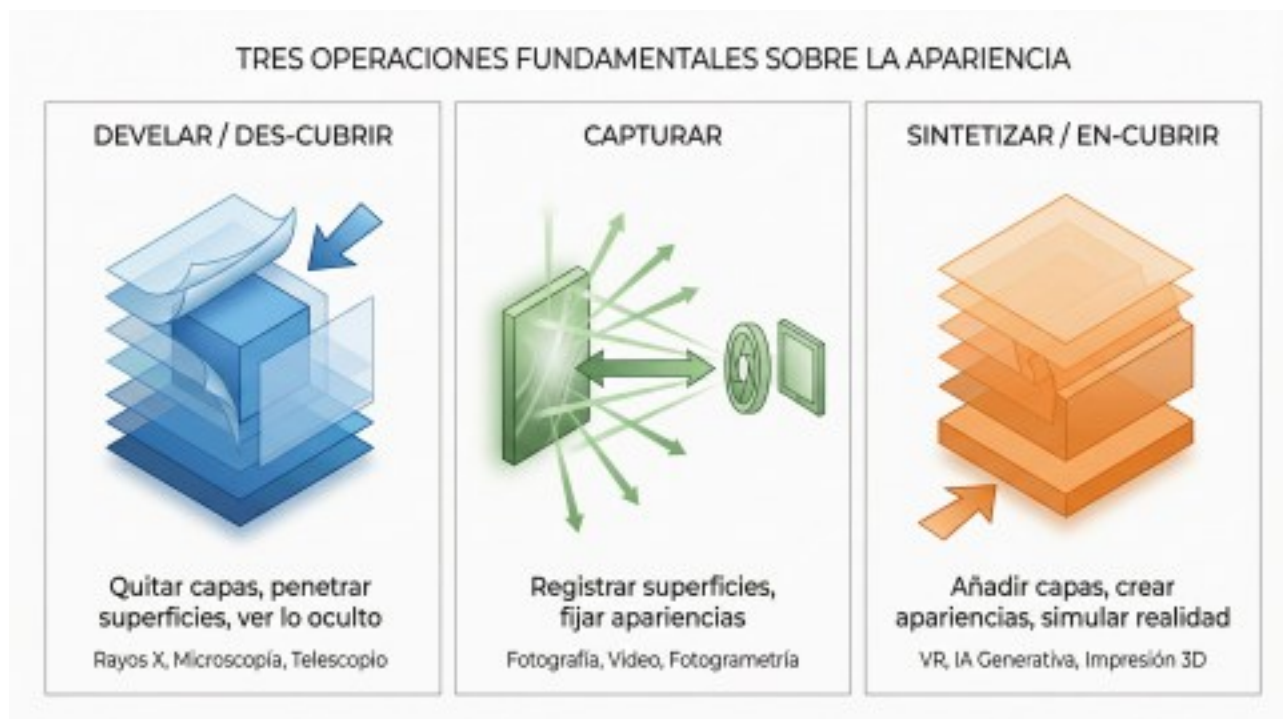 TRES OPERACIONES FUNDAMENTALES SOBRE LA APARIENCIA
DEVELAR / DES-CUBRIR
Quitar capas, penetrar
superficies, ver lo oculto
Rayos X, Microscopía, Telescopio
CAPTURAR
Registrar superficies,
fijar apariencias
Fotografía, Video, Fotogrametría
SINTETIZAR / EN-CUBRIR
Añadir capas, crear
apariencias, simular realidad
VR, IA Generativa, Impresión 3D